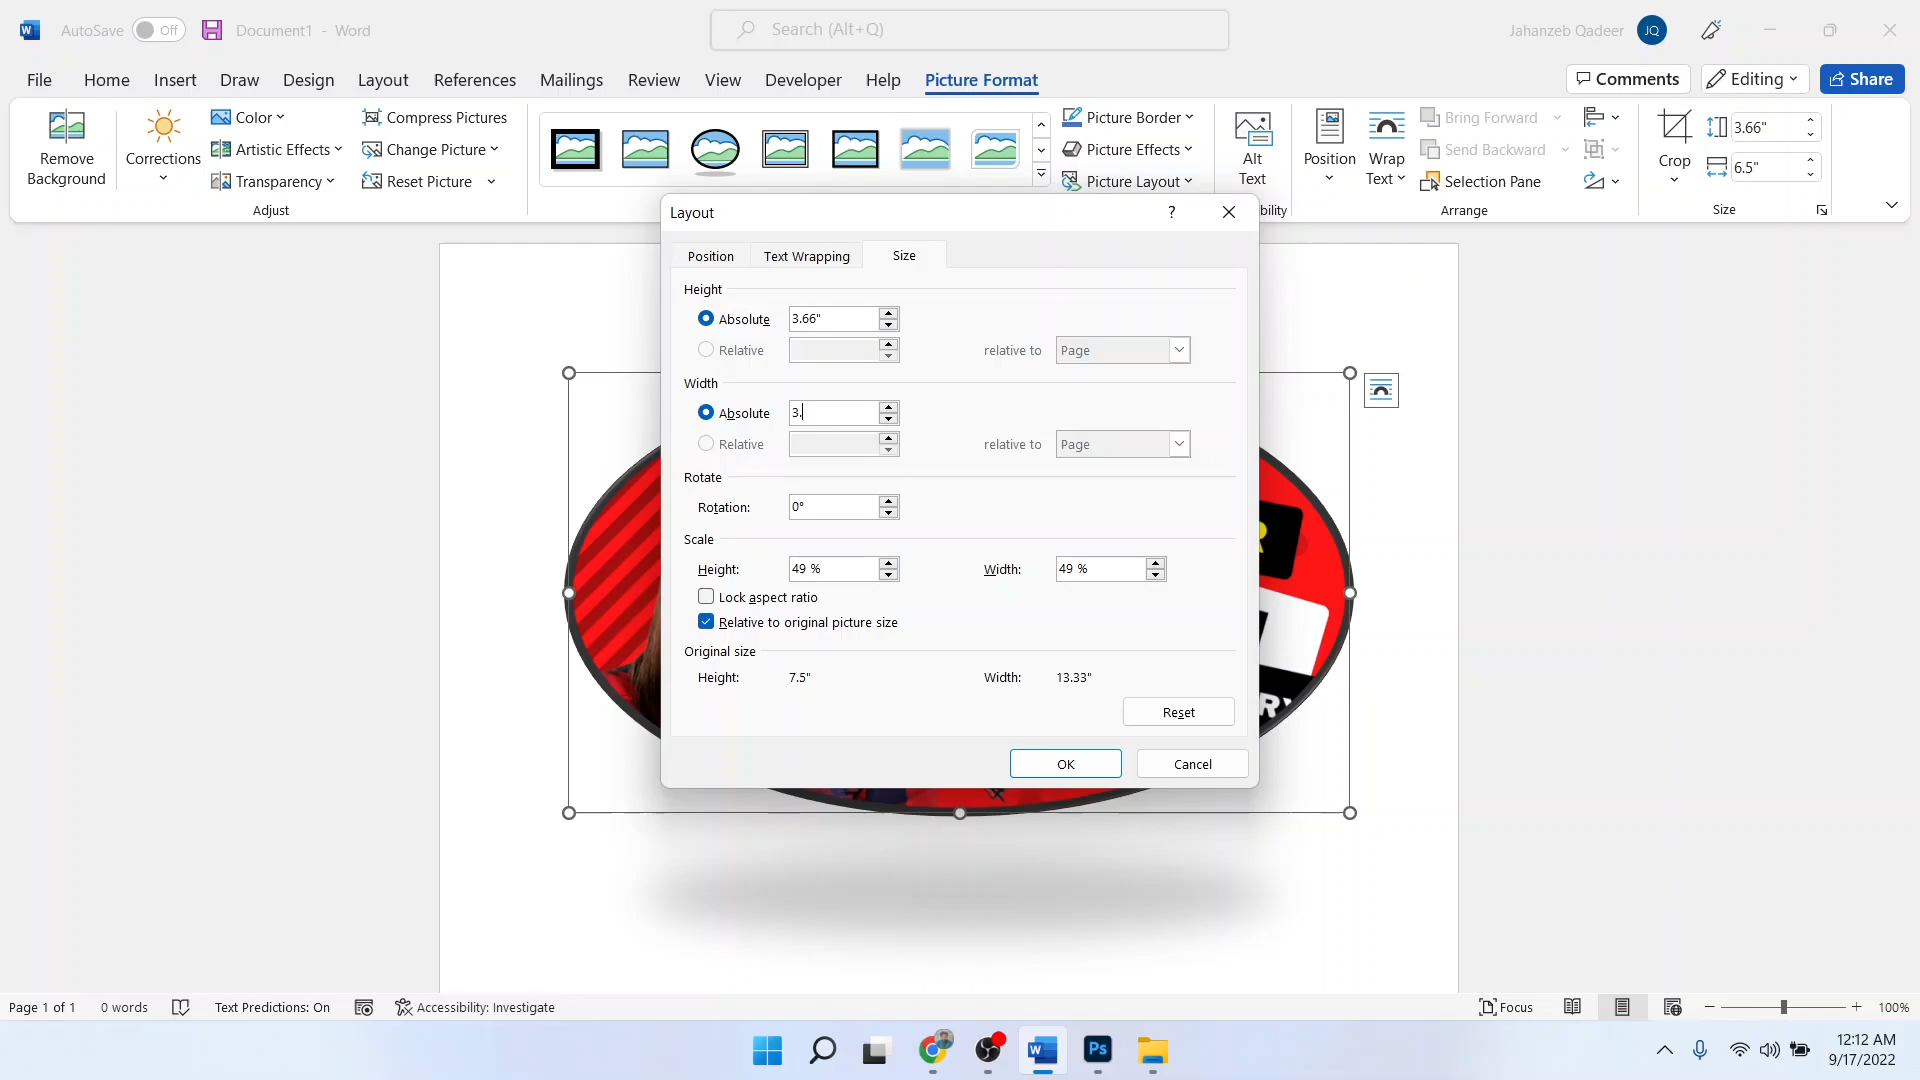 W AutoSave Off Document1 - Word Search (Alt+Q) Jahanzeb Qadeer JQ
File Home Insert Draw Design Layout References Mailings Review View Developer Help Picture Format Comments Editing Share
Remove Background
Corrections
Color
Artistic Effects
Transparency
Compress Pictures
Change Picture
Reset Picture
Adjust
Picture Border
Picture Effects
Picture Layout
Alt Text
bility
Position
Wrap Text
Bring Forward
Send Backward
Selection Pane
Arrange
Crop
3.66"
6.5"
Size
Layout ?
Position Text Wrapping Size
Height
Absolute 3.66"
Relative relative to Page
Width
Absolute 3.
Relative relative to Page
Rotate
Rotation: 0°
Scale
Height: 49 % Width: 49 %
Lock aspect ratio
Relative to original picture size
Original size
Height: 7.5" Width: 13.33"
Reset
OK Cancel
Page 1 of 1 0 words Text Predictions: On Accessibility: Investigate Focus 100%
W Ps
12:12 AM
9/17/2022